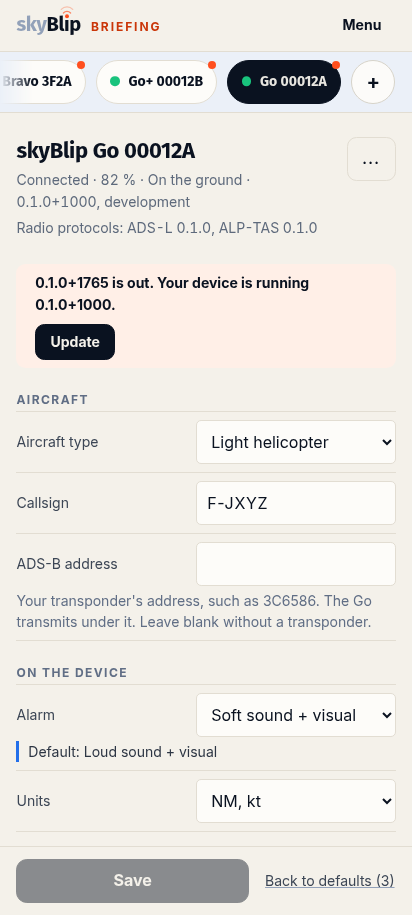 skyBlip BRIEFING Menu
Bravo 3F2A Go+ 00012B Go 00012A +
skyBlip Go 00012A
...
Connected · 82 % · On the ground ·
0.1.0+1000, development
Radio protocols: ADS-L 0.1.0, ALP-TAS 0.1.0
0.1.0+1765 is out. Your device is running
0.1.0+1000.
Update
AIRCRAFT
Aircraft type Light helicopter
Callsign F-JXYZ
ADS-B address
Your transponder's address, such as 3C6586. The Go
transmits under it. Leave blank without a transponder.
ON THE DEVICE
Alarm Soft sound + visual
Default: Loud sound + visual
Units NM, kt
Save Back to defaults (3)